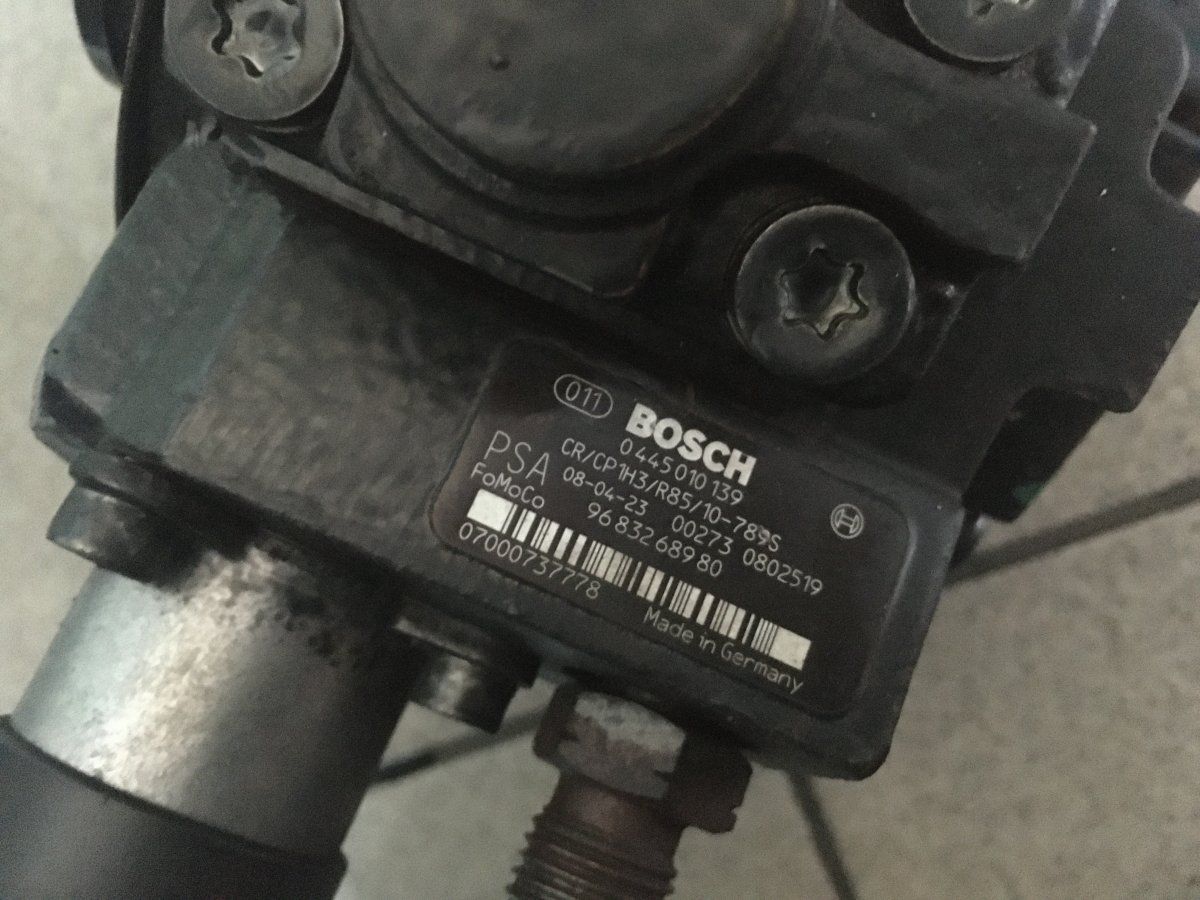 011 BOSCH
0 445 010 139
PSA CR/CP1H3/R85/10-789S
FoMoCo 08-04-23 00273 0802519
96 832 689 80
07000737778
Made in Germany